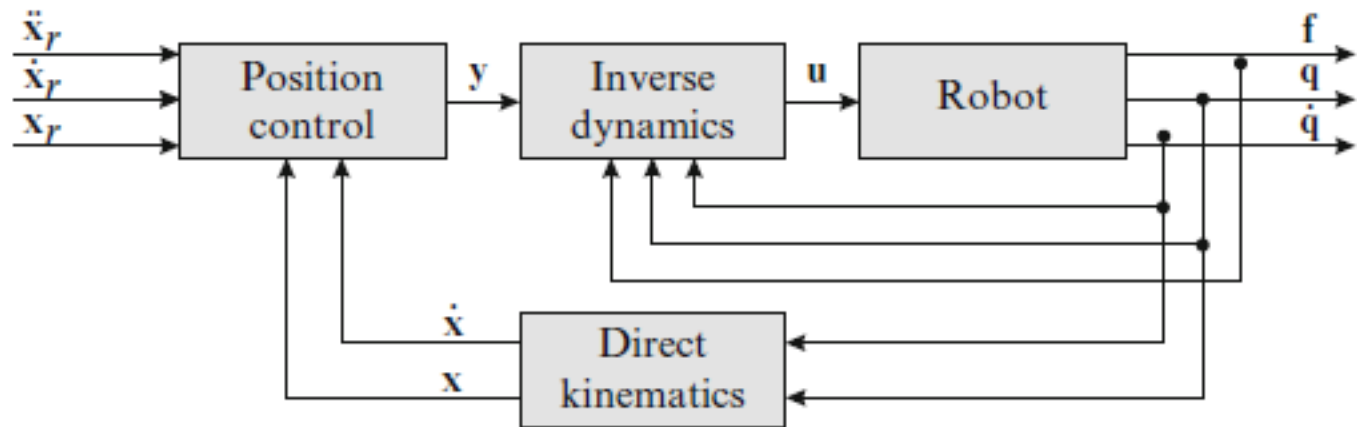 ẍr
ẋr
xr
Position
control
y
Inverse
dynamics
u
Robot
f
q
q̇
ẋ
x
Direct
kinematics